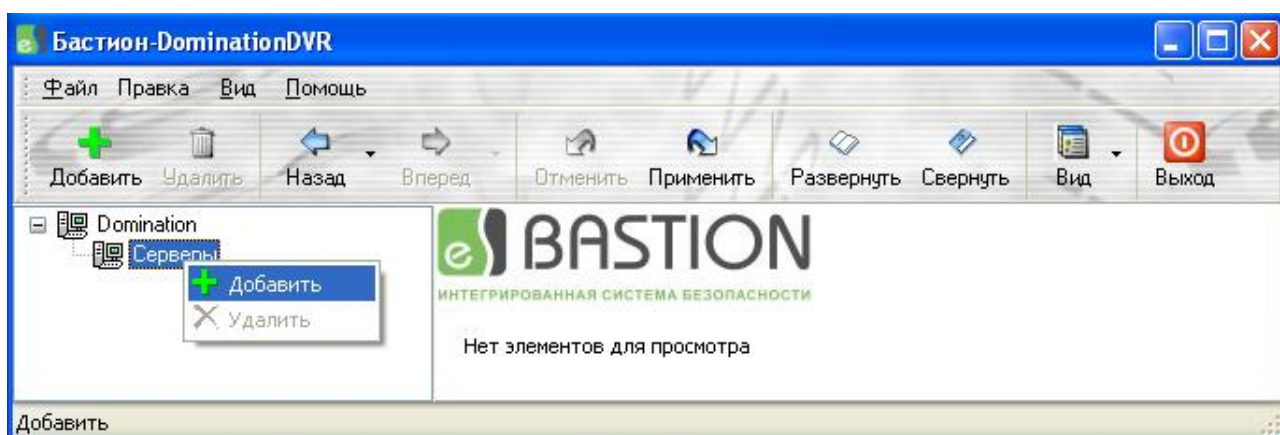 Бастион-DominationDVR
Файл Правка Вид Помощь
Добавить Удалить Назад Вперед Отменить Применить Развернуть Свернуть Вид Выход
Domination
Серверы
Добавить
Удалить
eS BASTION
ИНТЕГРИРОВАННАЯ СИСТЕМА БЕЗОПАСНОСТИ
Нет элементов для просмотра
Добавить